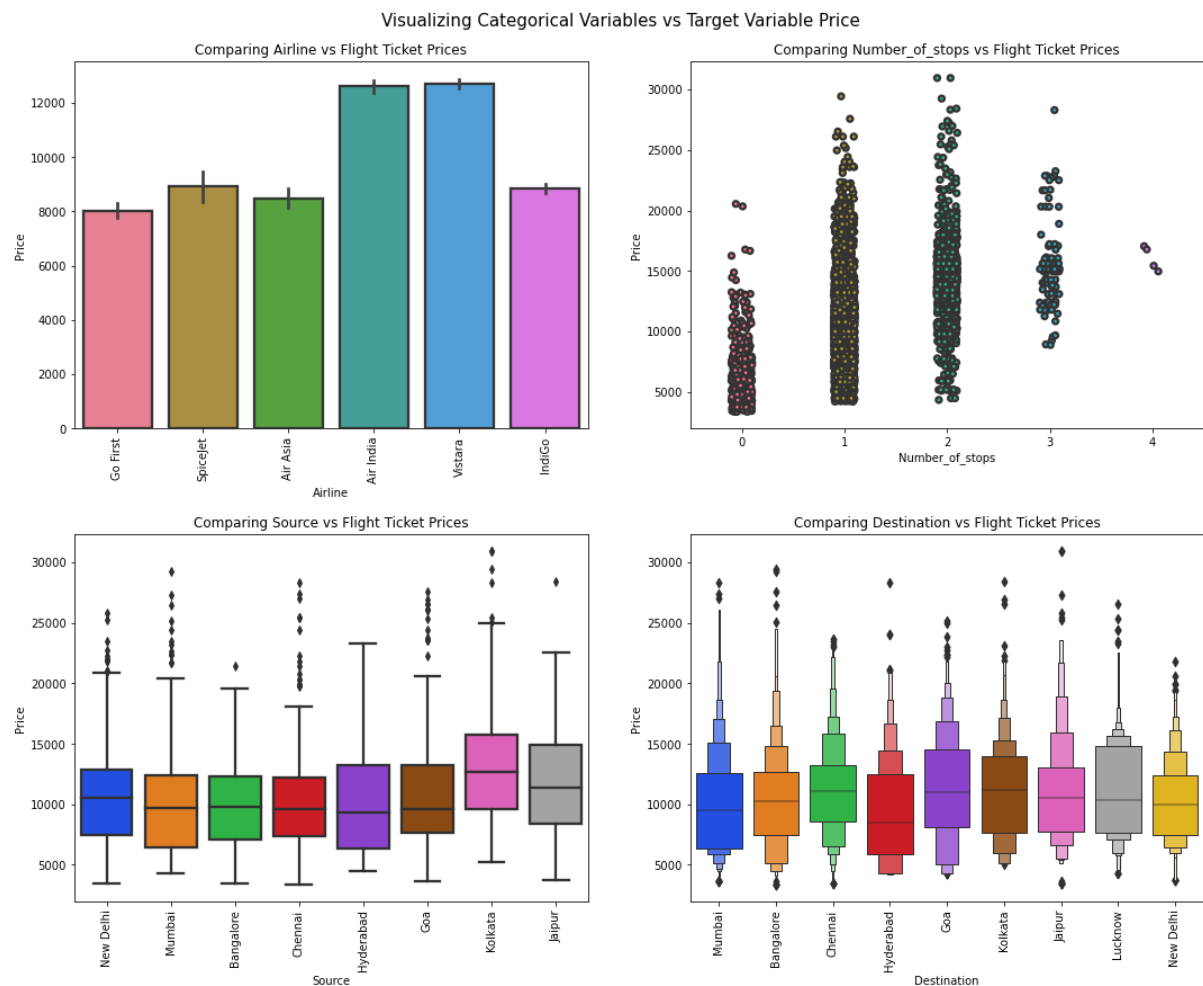 Visualizing Categorical Variables vs Target Variable Price
Comparing Airline vs Flight Ticket Prices
Price
12000
10000
8000
6000
4000
2000
0
Go First
SpiceJet
Air Asia
Air India
Vistara
IndiGo
Airline
Comparing Number_of_stops vs Flight Ticket Prices
Price
30000
25000
20000
15000
10000
5000
0 1 2 3 4
Number_of_stops
Comparing Source vs Flight Ticket Prices
Price
30000
25000
20000
15000
10000
5000
New Delhi
Mumbai
Bangalore
Chennai
Hyderabad
Goa
Kolkata
Jaipur
Source
Comparing Destination vs Flight Ticket Prices
Price
30000
25000
20000
15000
10000
5000
Mumbai
Bangalore
Chennai
Hyderabad
Goa
Kolkata
Jaipur
Lucknow
New Delhi
Destination